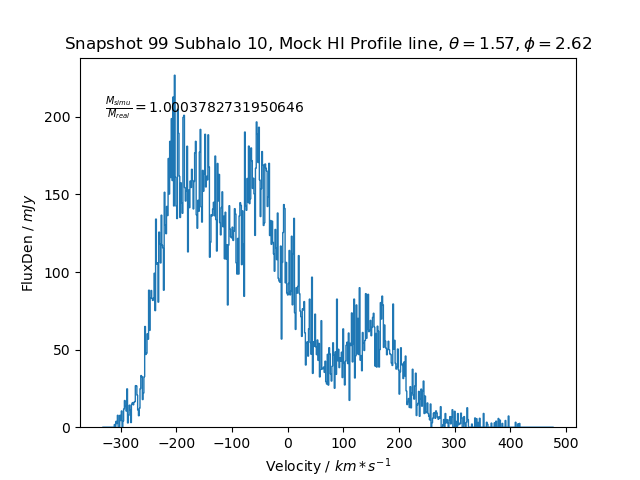 Snapshot 99 Subhalo 10, Mock HI Profile line, θ = 1.57, ϕ = 2.62
M_simu/M_real = 1.0003782731950646
FluxDen / mJy
200
150
100
50
0
−300 −200 −100 0 100 200 300 400 500
Velocity / km * s⁻¹